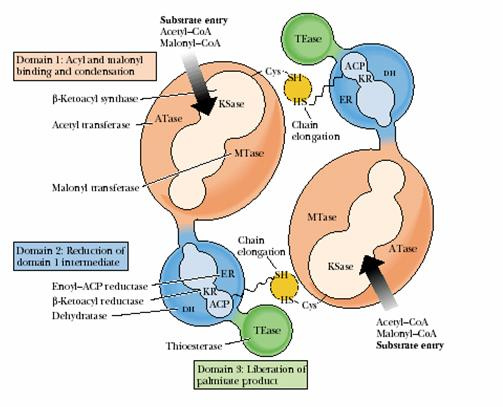 Substrate entry
Acetyl–CoA
Malonyl–CoA
Domain 1: Acyl and malonyl
binding and condensation
β-Ketoacyl synthase
Acetyl transferase
Malonyl transferase
KSase
ATase
MTase
Cys
SH
HS
Chain
elongation
TEase
ACP
KR
DH
ER
MTase
ATase
KSase
Domain 2: Reduction of
domain 1 intermediate
Enoyl–ACP reductase
β-Ketoacyl reductase
Dehydratase
ER
KR
ACP
DH
Chain
elongation
SH
HS
Cys
TEase
Thioesterase
Acetyl–CoA
Malonyl–CoA
Substrate entry
Domain 3: Liberation of
palmitate product